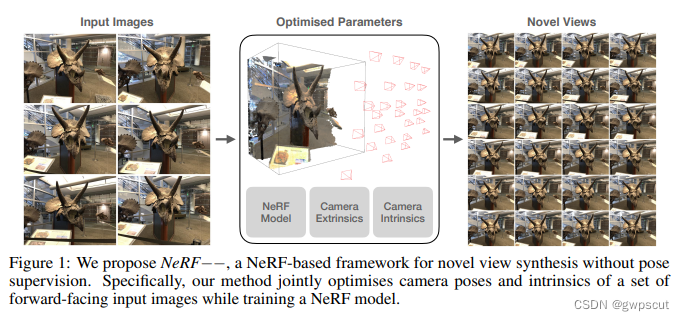 Input Images
Optimised Parameters
Novel Views
NeRF
Model
Camera
Extrinsics
Camera
Intrinsics
Figure 1: We propose NeRF−−, a NeRF-based framework for novel view synthesis without pose
supervision. Specifically, our method jointly optimises camera poses and intrinsics of a set of
forward-facing input images while training a NeRF model.
CSDN @gwpscut